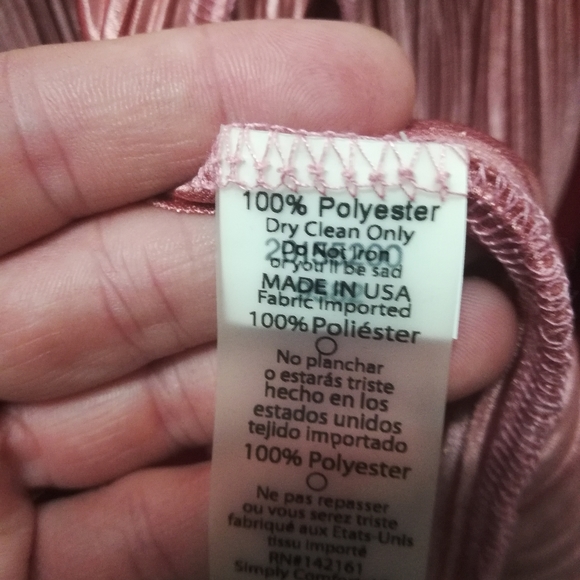 100% Polyester
Dry Clean Only
Do Not Iron
or you'll be sad
MADE IN USA
Fabric Imported
100% Poliéster
No planchar
o estarás triste
hecho en los
estados unidos
tejido importado
100% Polyester
Ne pas repasser
ou vous serez triste
fabriqué aux Etats-Unis
tissu importé
RN#142161
Simply